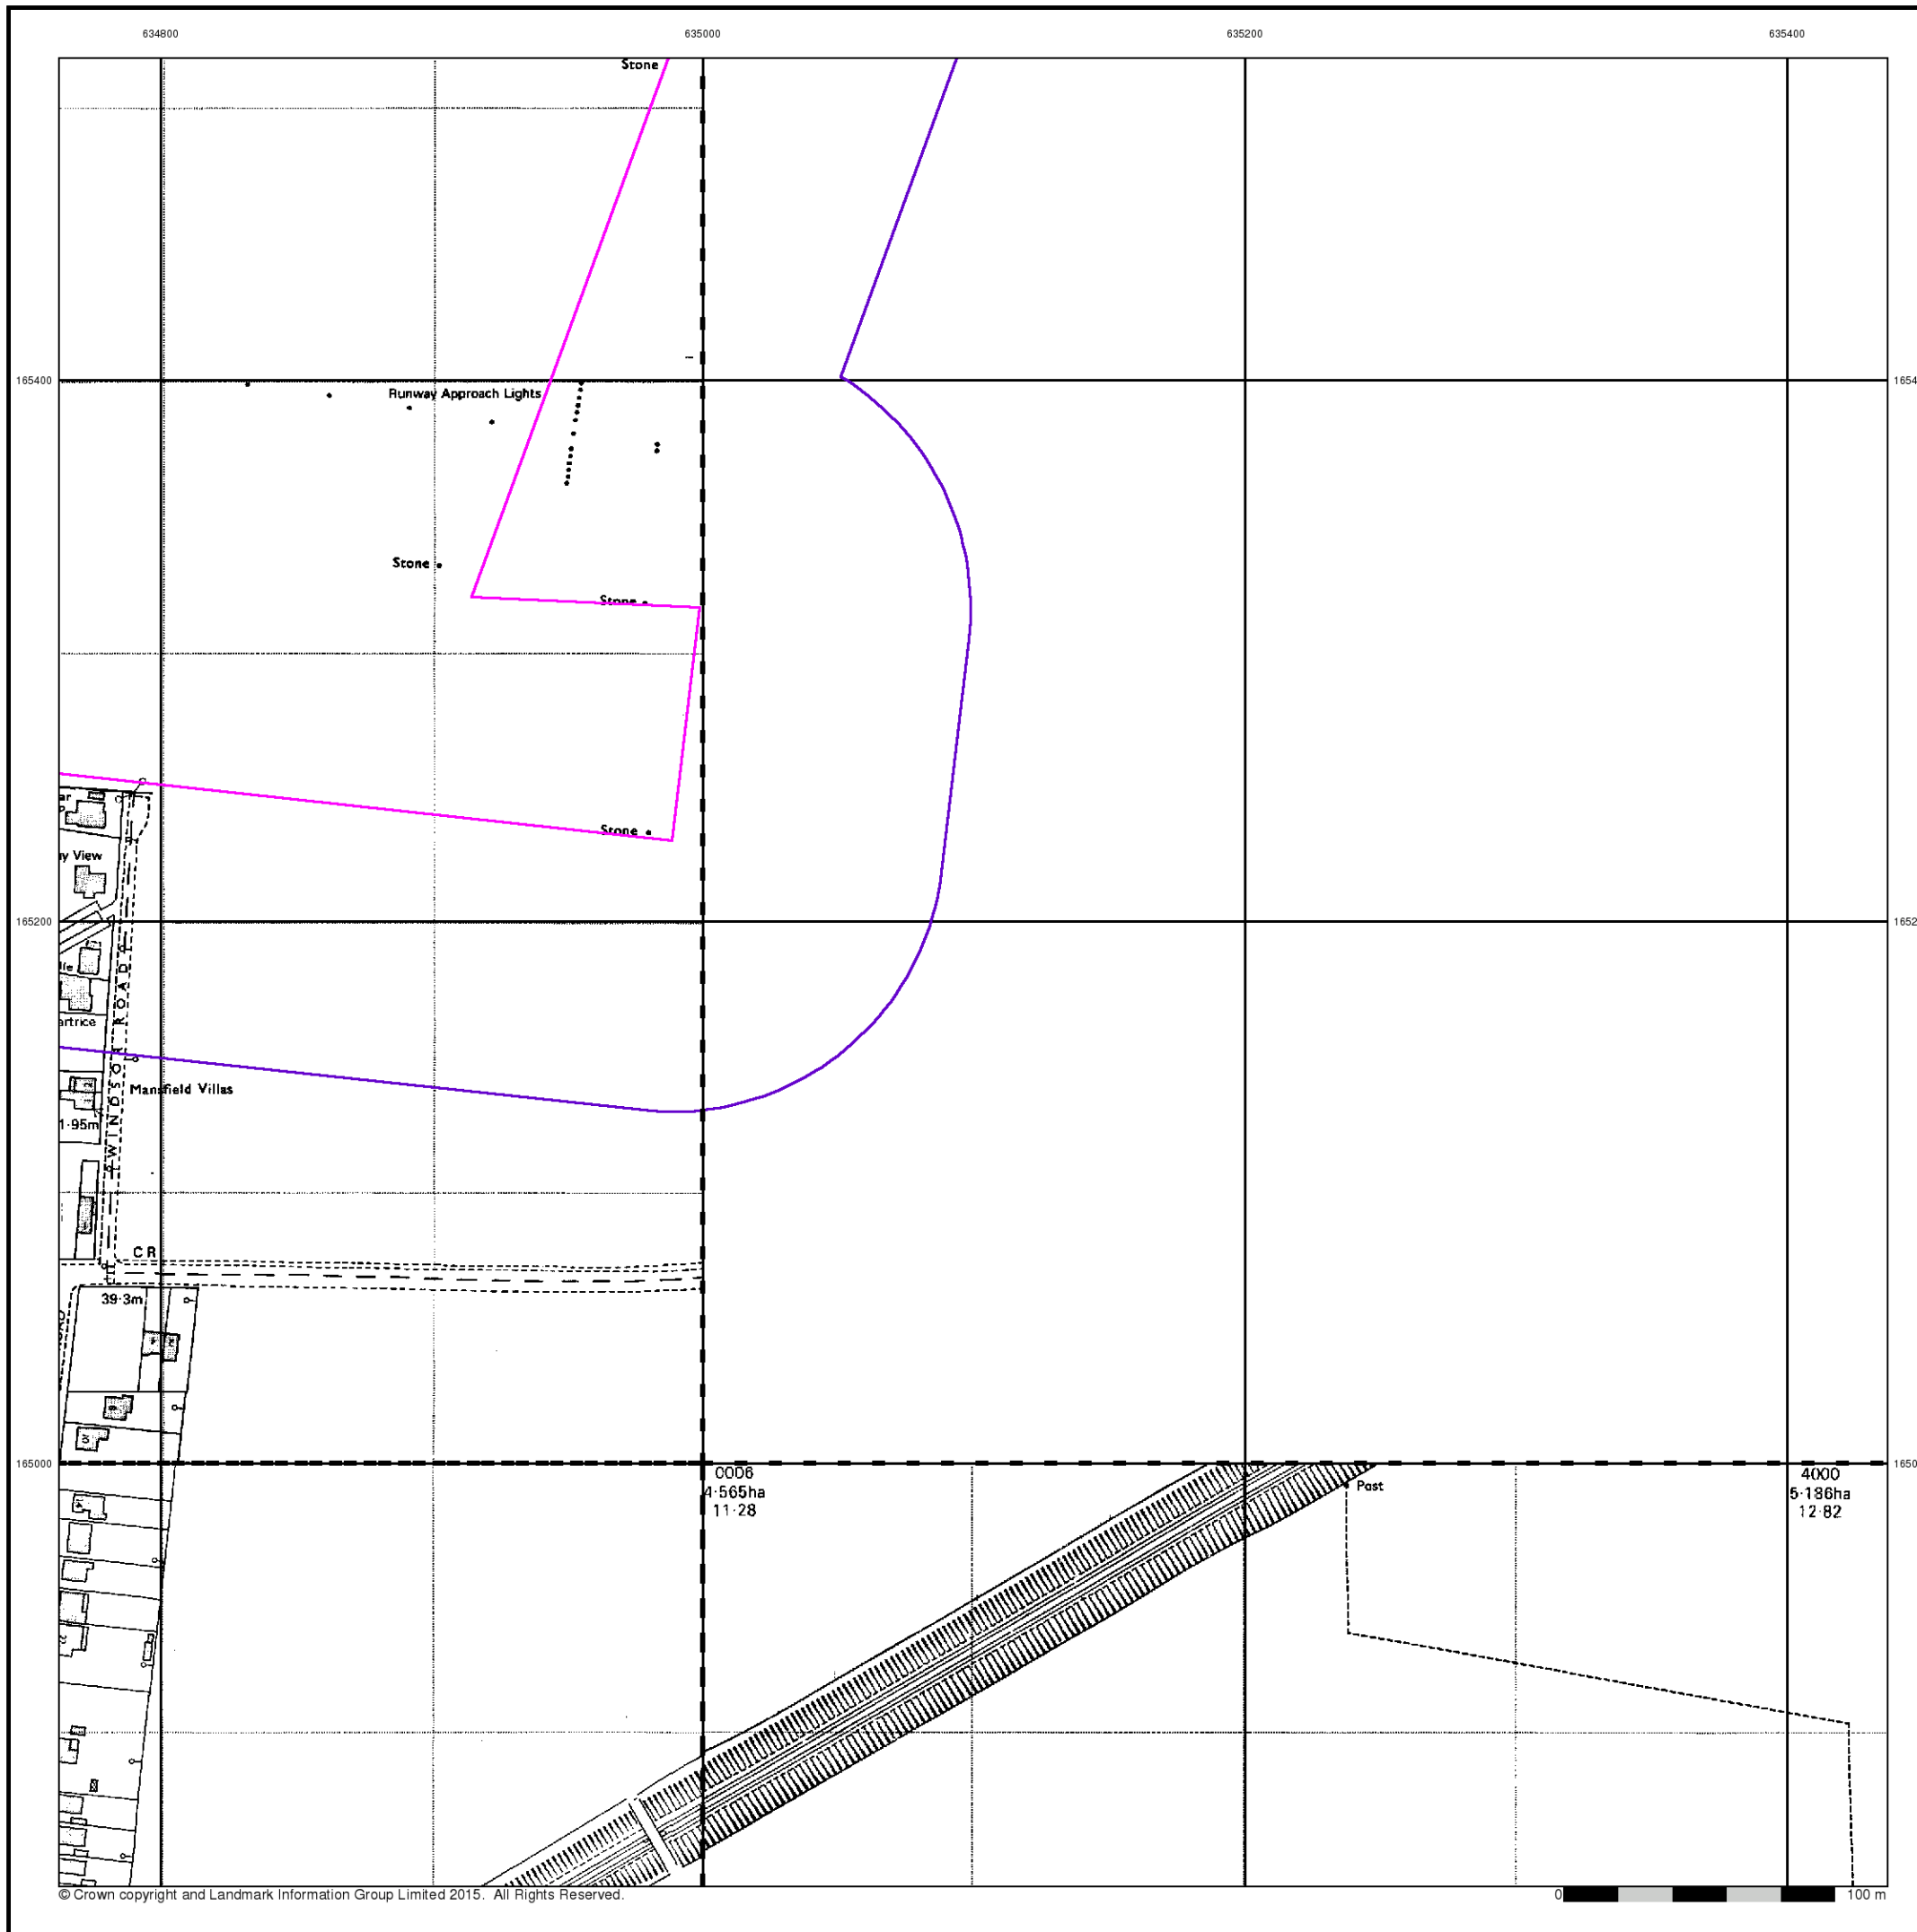 634800 635000 635200 635400
Stone
165400
Runway Approach Lights
Stone
Stone
Stone
ay View
165200
artrice
WINDSOR ROAD
Mansfield Villas
1·95m
CR
39·3m
165000
0006
4·565ha
11·28
Post
4000
5·186ha
12·82
© Crown copyright and Landmark Information Group Limited 2015. All Rights Reserved.
0 100 m